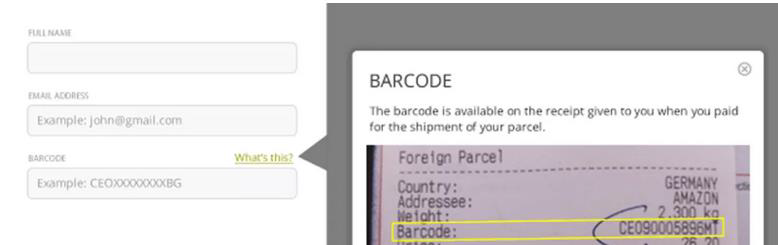 FULL NAME
EMAIL ADDRESS
Example: john@gmail.com
BARCODE
What's this?
Example: CEOXXXXXXXXBG
BARCODE
The barcode is available on the receipt given to you when you paid
for the shipment of your parcel.
Foreign Parcel
Country: GERMANY
Addressee: AMAZON
Weight: 2.300 kg
Barcode: CE090005896MT